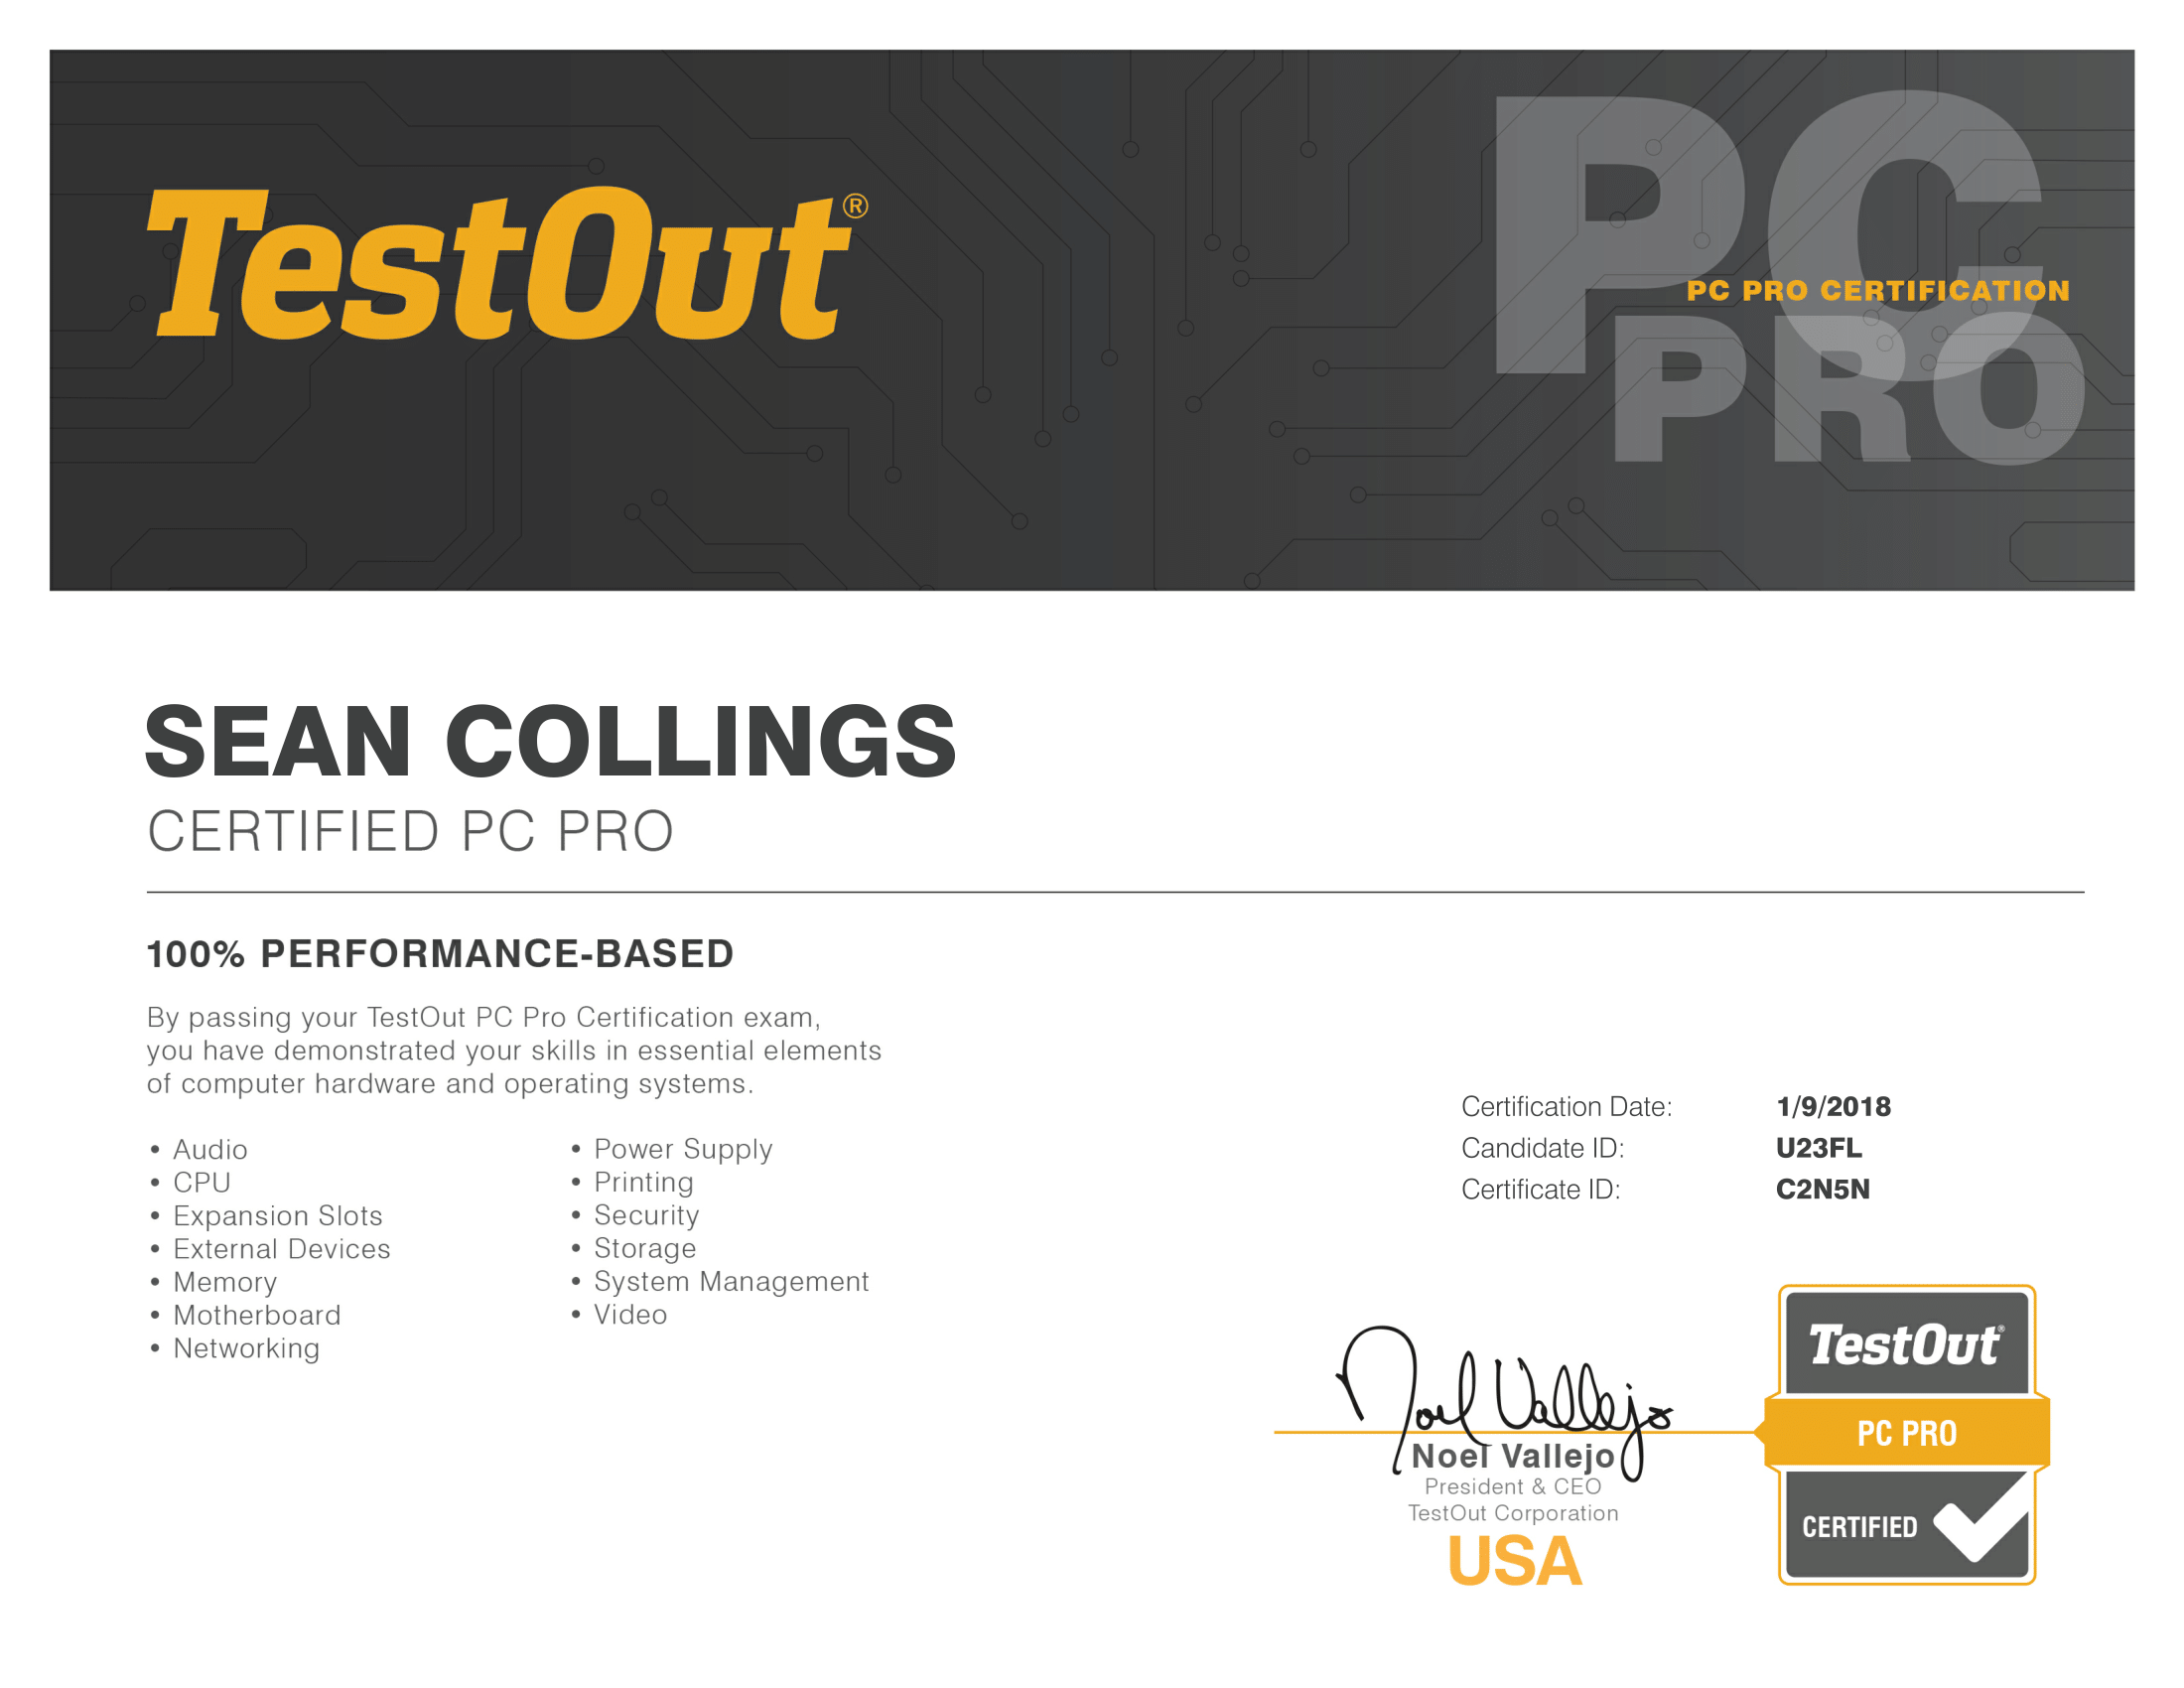 TestOut®
PC
PC PRO CERTIFICATION
PRO
SEAN COLLINGS
CERTIFIED PC PRO
100% PERFORMANCE-BASED
By passing your TestOut PC Pro Certification exam,
you have demonstrated your skills in essential elements
of computer hardware and operating systems.
• Audio
• CPU
• Expansion Slots
• External Devices
• Memory
• Motherboard
• Networking
• Power Supply
• Printing
• Security
• Storage
• System Management
• Video
Certification Date: 1/9/2018
Candidate ID: U23FL
Certificate ID: C2N5N
Noel Vallejo
Noel Vallejo
President & CEO
TestOut Corporation
USA
TestOut®
PC PRO
CERTIFIED